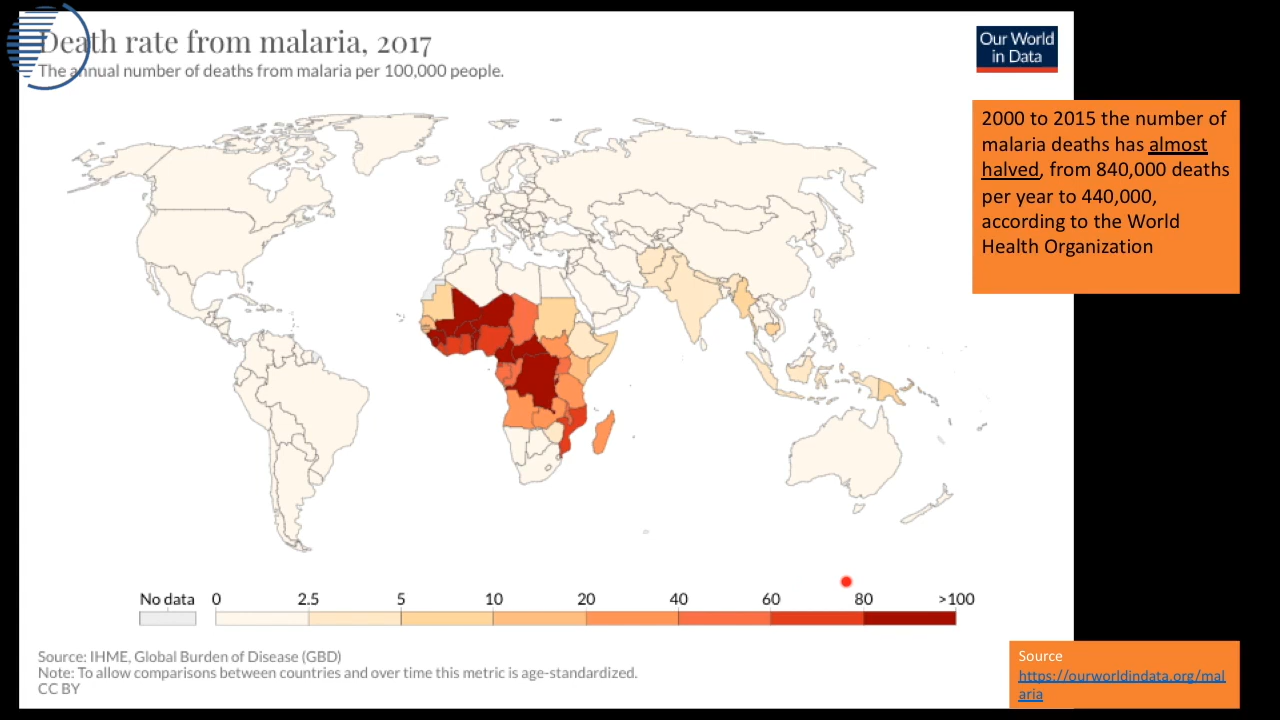 Death rate from malaria, 2017
The annual number of deaths from malaria per 100,000 people.
Our World
in Data
2000 to 2015 the number of
malaria deaths has almost
halved, from 840,000 deaths
per year to 440,000,
according to the World
Health Organization
No data 0 2.5 5 10 20 40 60 80 >100
Source: IHME, Global Burden of Disease (GBD)
Note: To allow comparisons between countries and over time this metric is age-standardized.
CC BY
Source
https://ourworldindata.org/mal
aria